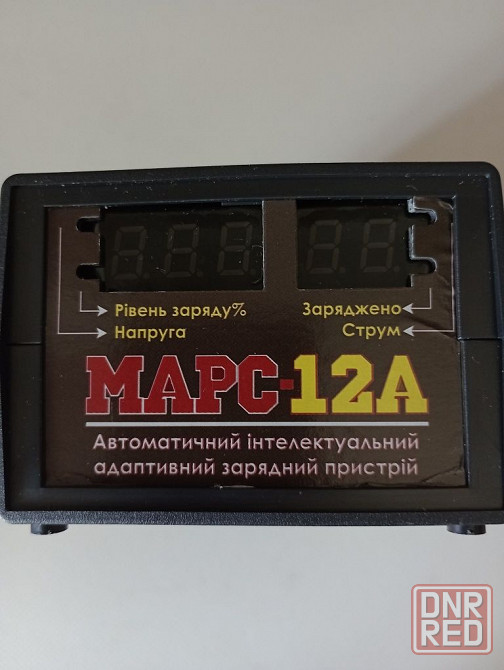 Рівень заряду%
Напруга
Заряджено
Струм
МАРС-12А
Автоматичний інтелектуальний
адаптивний зарядний пристрій
DNR
RED